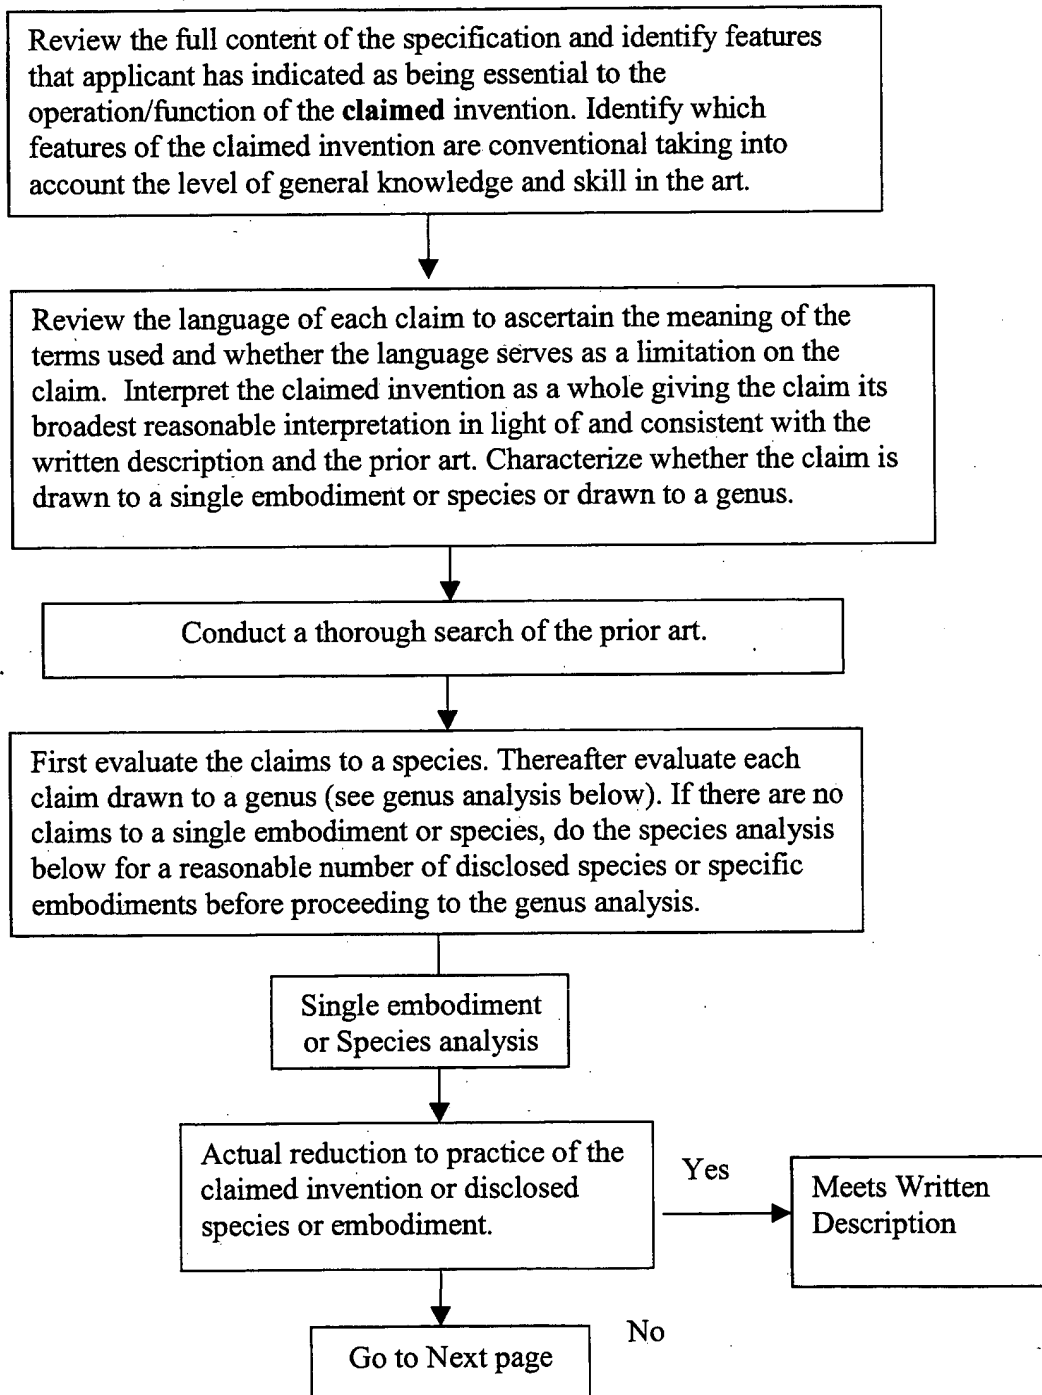 Review the full content of the specification and identify features
that applicant has indicated as being essential to the
operation/function of the claimed invention. Identify which
features of the claimed invention are conventional taking into
account the level of general knowledge and skill in the art.
Review the language of each claim to ascertain the meaning of the
terms used and whether the language serves as a limitation on the
claim. Interpret the claimed invention as a whole giving the claim its
broadest reasonable interpretation in light of and consistent with the
written description and the prior art. Characterize whether the claim is
drawn to a single embodiment or species or drawn to a genus.
Conduct a thorough search of the prior art.
First evaluate the claims to a species. Thereafter evaluate each
claim drawn to a genus (see genus analysis below). If there are no
claims to a single embodiment or species, do the species analysis
below for a reasonable number of disclosed species or specific
embodiments before proceeding to the genus analysis.
Single embodiment
or Species analysis
Actual reduction to practice of the
claimed invention or disclosed
species or embodiment.
Yes
Meets Written
Description
No
Go to Next page